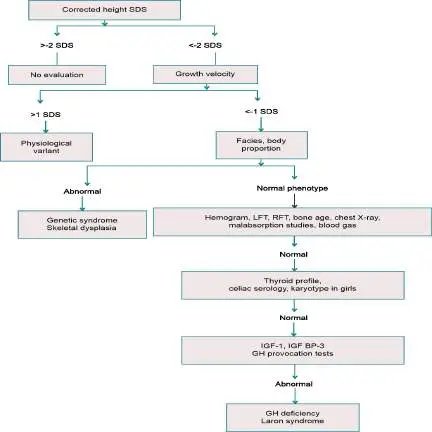 Corrected height SDS
>-2 SDS
<-2 SDS
No evaluation
Growth velocity
>1 SDS
<-1 SDS
Physiological
variant
Facies, body
proportion
Abnormal
Normal phenotype
Genetic syndrome
Skeletal dysplasia
Hemogram, LFT, RFT, bone age, chest X-ray,
malabsorption studies, blood gas
Normal
Thyroid profile,
celiac serology, karyotype in girls
Normal
IGF-1, IGF BP-3
GH provocation tests
Abnormal
GH deficiency
Laron syndrome